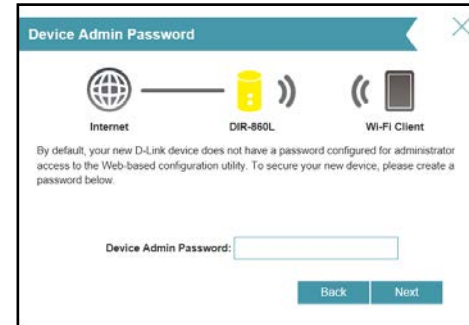 Device Admin Password
Internet
DIR-860L
Wi-Fi Client
By default, your new D-Link device does not have a password configured for administrator
access to the Web-based configuration utility. To secure your new device, please create a
password below.
Device Admin Password:
Back
Next